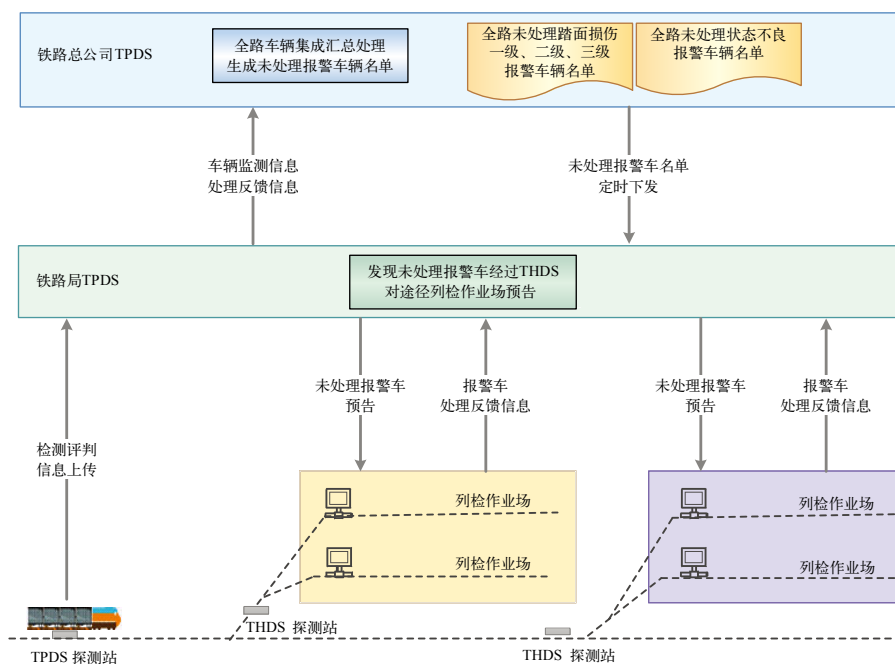 铁路总公司TPDS
全路车辆集成汇总处理
生成未处理报警车辆名单
全路未处理踏面损伤
一级、二级、三级
报警车辆名单
全路未处理状态不良
报警车辆名单
车辆监测信息
处理反馈信息
未处理报警车名单
定时下发
铁路局TPDS
发现未处理报警车经过THDS
对途径列检作业场预告
未处理报警车
预告
报警车
处理反馈信息
未处理报警车
预告
报警车
处理反馈信息
检测评判
信息上传
列检作业场
列检作业场
列检作业场
列检作业场
TPDS 探测站
THDS 探测站
THDS 探测站